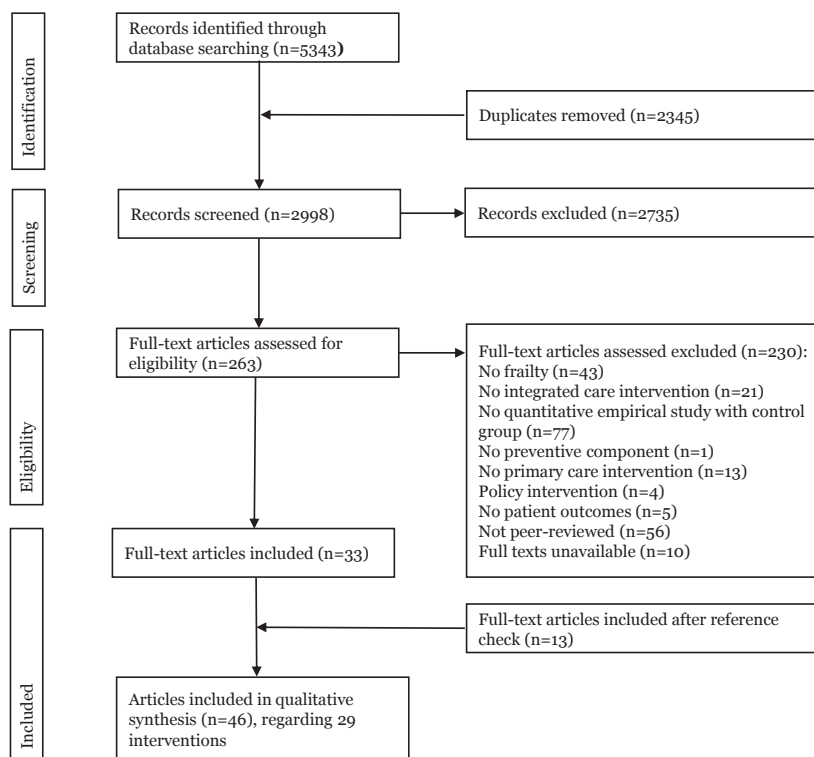 Identification
Records identified through
database searching (n=5343)
Duplicates removed (n=2345)
Screening
Records screened (n=2998)
Records excluded (n=2735)
Eligibility
Full-text articles assessed for
eligibility (n=263)
Full-text articles assessed excluded (n=230):
No frailty (n=43)
No integrated care intervention (n=21)
No quantitative empirical study with control
group (n=77)
No preventive component (n=1)
No primary care intervention (n=13)
Policy intervention (n=4)
No patient outcomes (n=5)
Not peer-reviewed (n=56)
Full texts unavailable (n=10)
Included
Full-text articles included (n=33)
Full-text articles included after reference
check (n=13)
Articles included in qualitative
synthesis (n=46), regarding 29
interventions